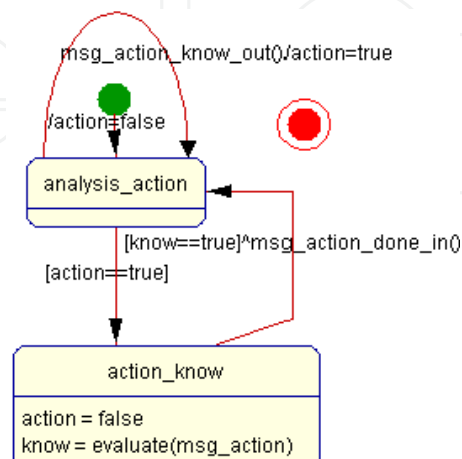 msg_action_know_out()/action=true
/action=false
analysis_action
[know==true]^msg_action_done_in()
[action==true]
action_know
action = false
know = evaluate(msg_action)